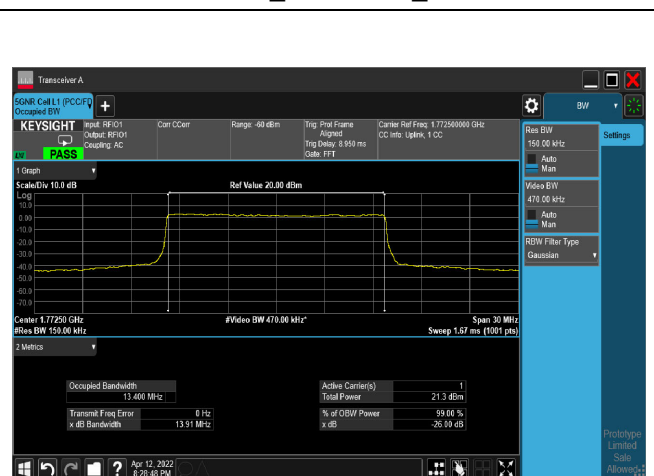 Transceiver A
5GNR Cell L1 (PCC/FD
Occupied BW
BW
KEYSIGHT
PASS
Input: RFIO1
Output: RFIO1
Coupling: AC
Corr CCorr
Range: -60 dBm
Trig: Prot Frame
Aligned
Trig Delay: 8.950 ms
Gate: FFT
Carrier Ref Freq: 1.772500000 GHz
CC Info: Uplink, 1 CC
Res BW
150.00 kHz
Auto
Man
Settings
Video BW
470.00 kHz
Auto
Man
RBW Filter Type
Gaussian
1 Graph
Scale/Div 10.0 dB
Ref Value 20.00 dBm
Log
10.0
0.00
-10.0
-20.0
-30.0
-40.0
-50.0
-60.0
-70.0
Center 1.77250 GHz
#Video BW 470.00 kHz*
Span 30 MHz
#Res BW 150.00 kHz
Sweep 1.67 ms (1001 pts)
2 Metrics
Occupied Bandwidth
13.400 MHz
Transmit Freq Error 0 Hz
x dB Bandwidth 13.91 MHz
Active Carrier(s) 1
Total Power 21.3 dBm
% of OBW Power 99.00 %
x dB -26.00 dB
Prototype
Limited
Sale
Allowed
Apr 12, 2022
8:28:48 PM